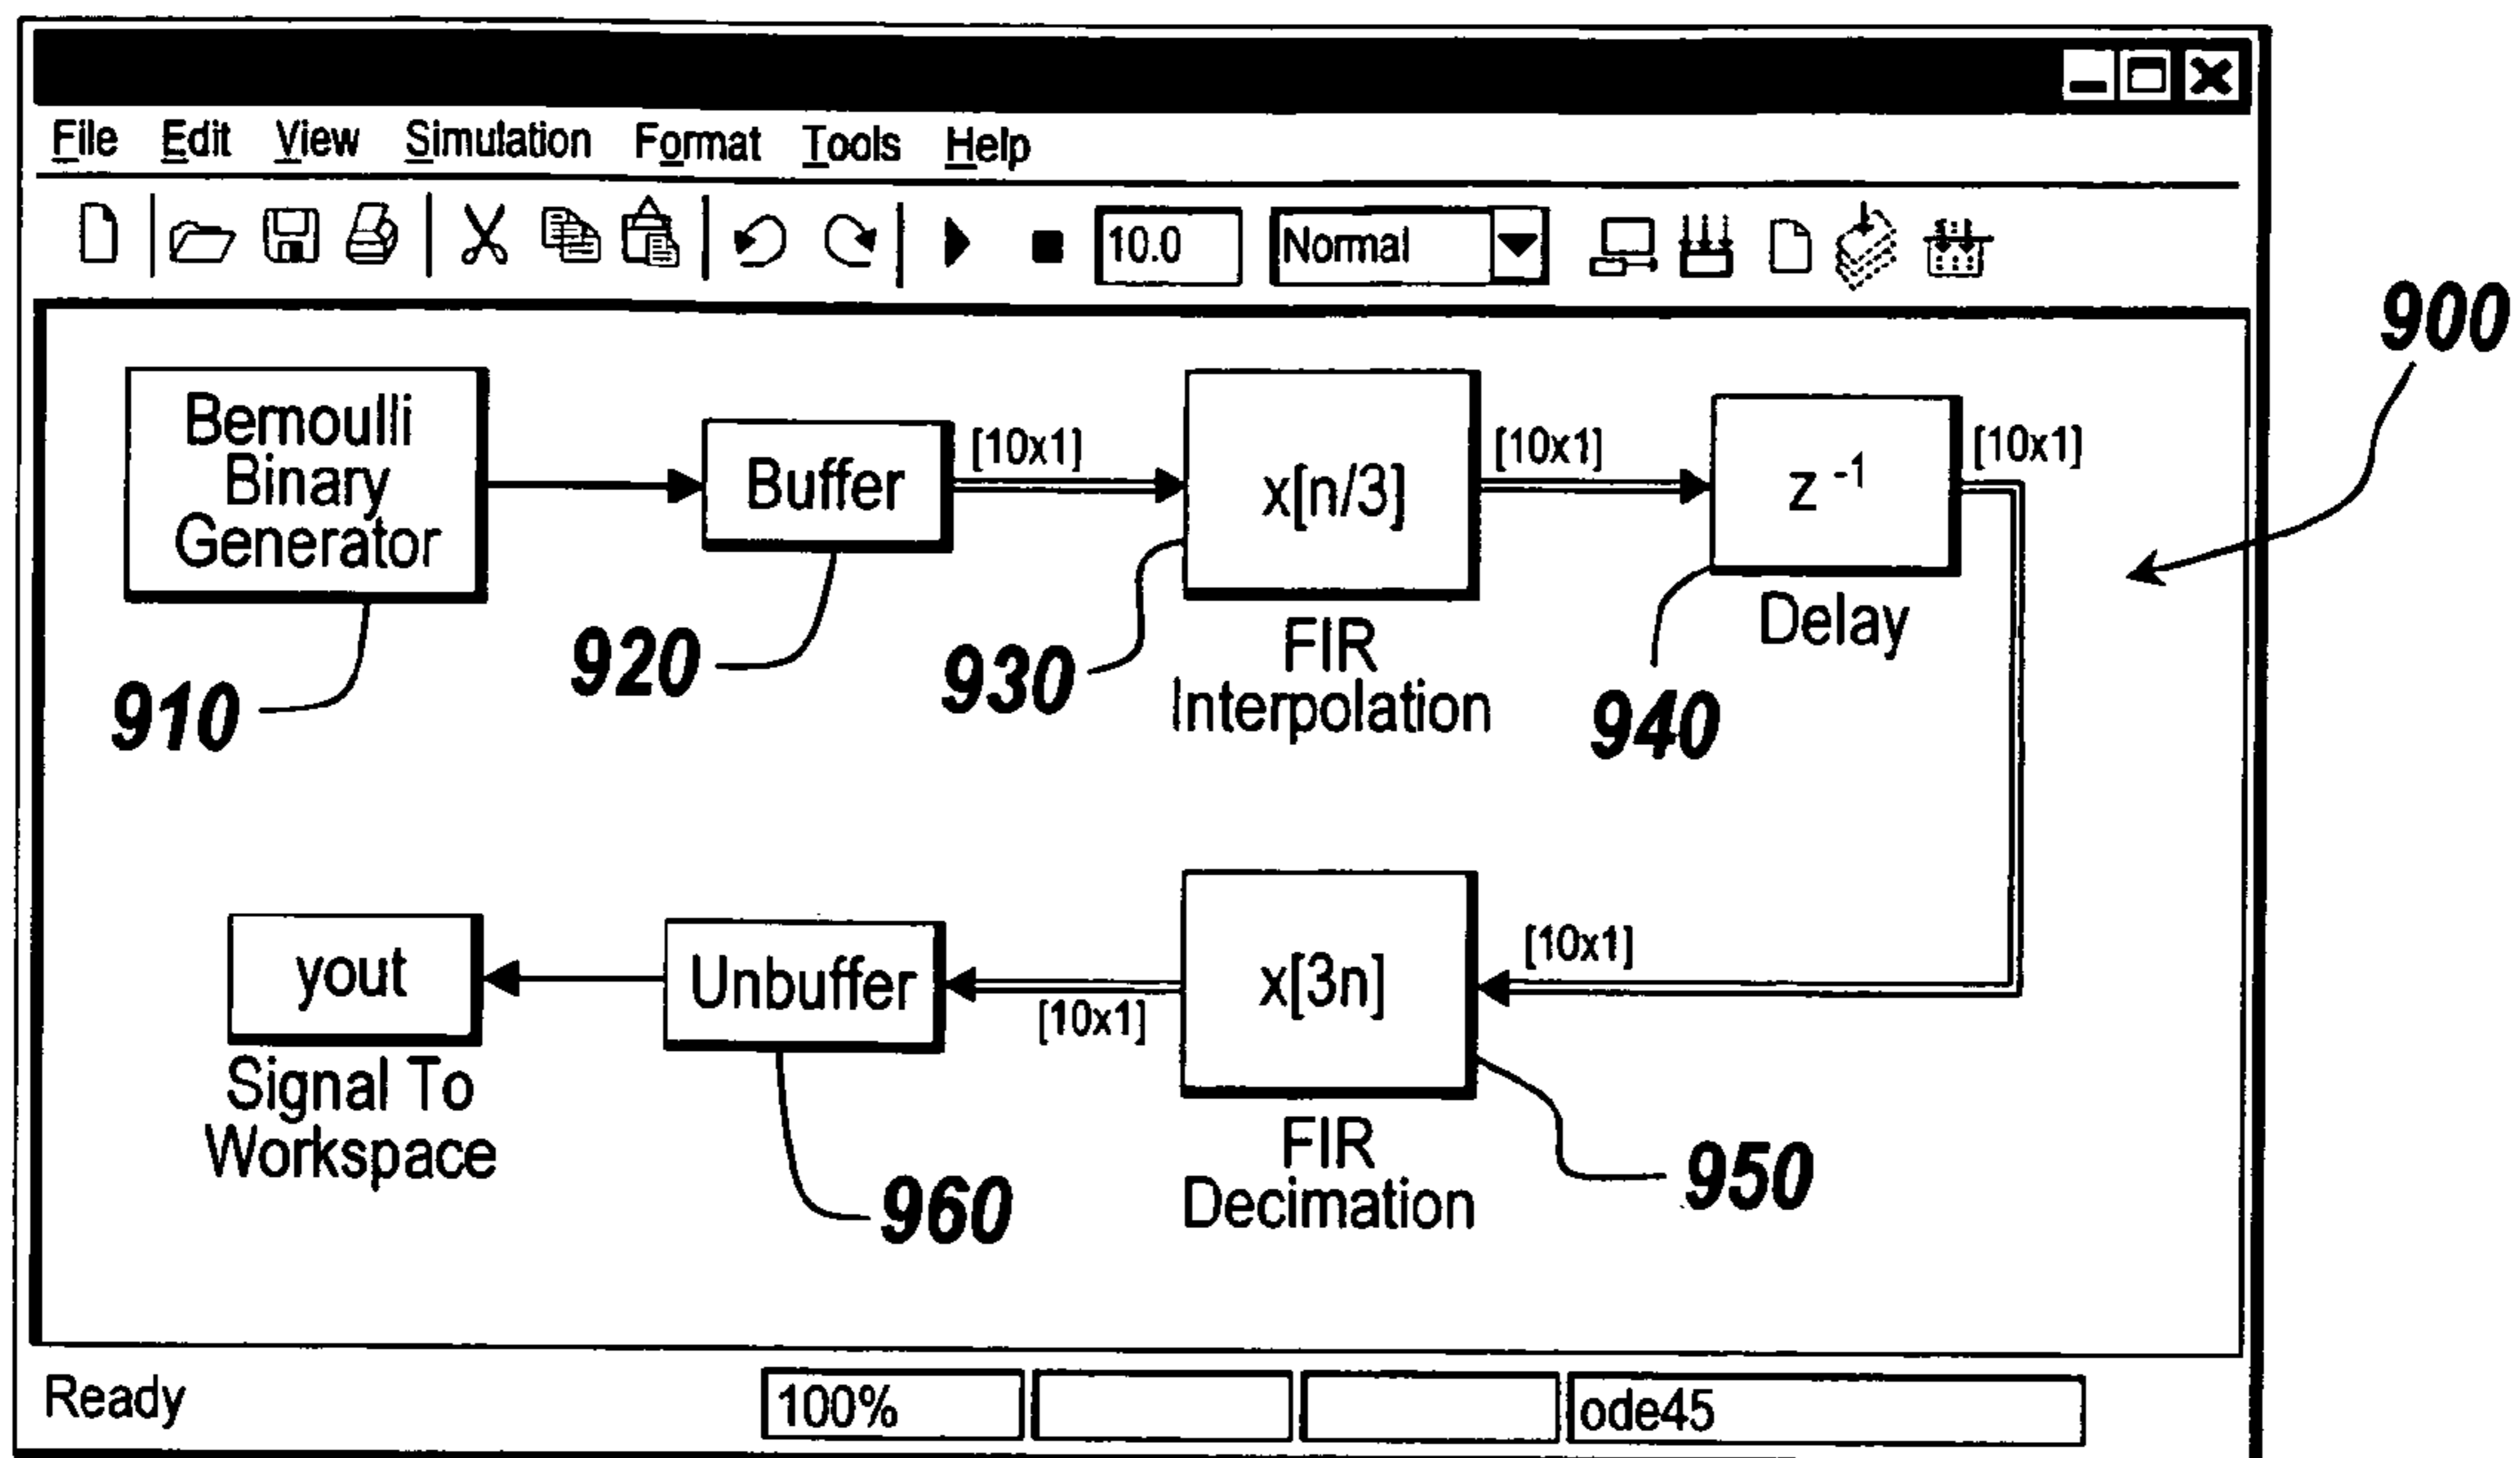 File Edit View Simulation Format Tools Help
10.0 Normal
900
Bernoulli
Binary
Generator
910
Buffer
920
[10x1]
x[n/3]
FIR
Interpolation
930
[10x1]
z -1
Delay
940
[10x1]
[10x1]
x[3n]
FIR
Decimation
950
[10x1]
Unbuffer
960
yout
Signal To
Workspace
Ready 100% ode45